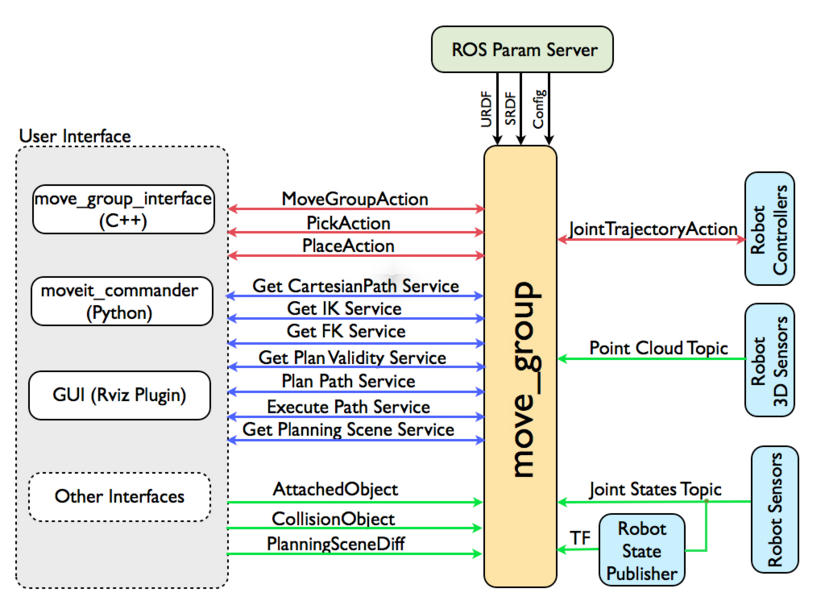 ROS Param Server
URDF
SRDF
Config
User Interface
move_group_interface
(C++)
moveit_commander
(Python)
GUI (Rviz Plugin)
Other Interfaces
MoveGroupAction
PickAction
PlaceAction
Get CartesianPath Service
Get IK Service
Get FK Service
Get Plan Validity Service
Plan Path Service
Execute Path Service
Get Planning Scene Service
AttachedObject
CollisionObject
PlanningSceneDiff
move_group
JointTrajectoryAction
Robot
Controllers
Point Cloud Topic
Robot
3D Sensors
Joint States Topic
TF
Robot
State
Publisher
Robot Sensors